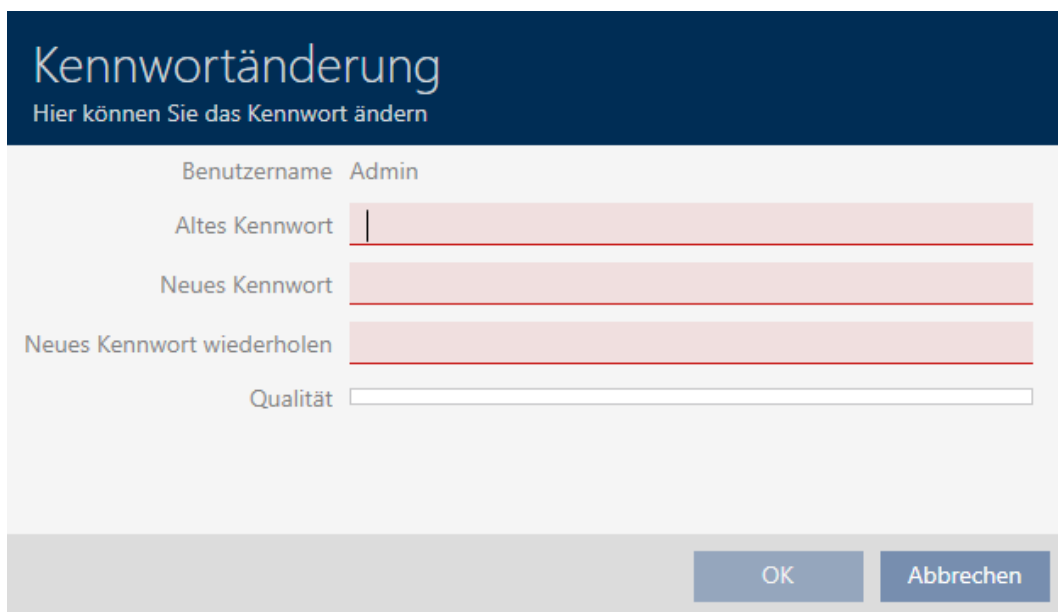 Kennwortänderung
Hier können Sie das Kennwort ändern
Benutzername Admin
Altes Kennwort
Neues Kennwort
Neues Kennwort wiederholen
Qualität
OK Abbrechen